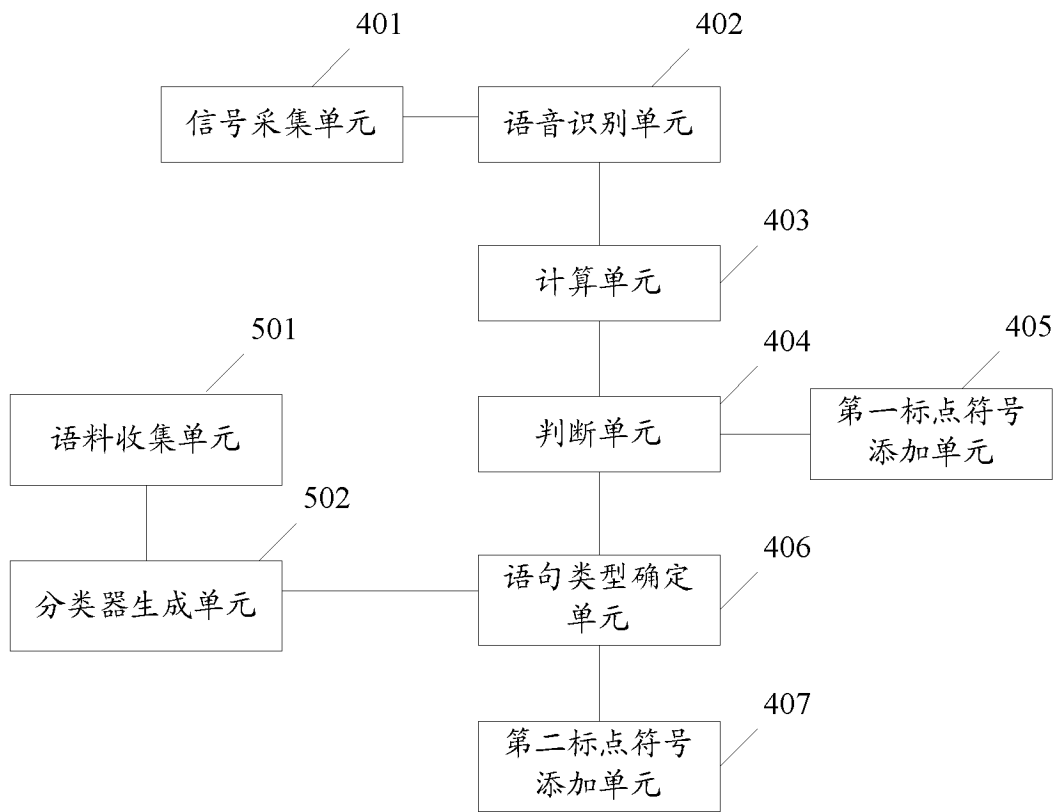 401
402
信号采集单元
语音识别单元
403
计算单元
501
404
405
语料收集单元
判断单元
第一标点符号
添加单元
502
406
分类器生成单元
语句类型确定
单元
407
第二标点符号
添加单元